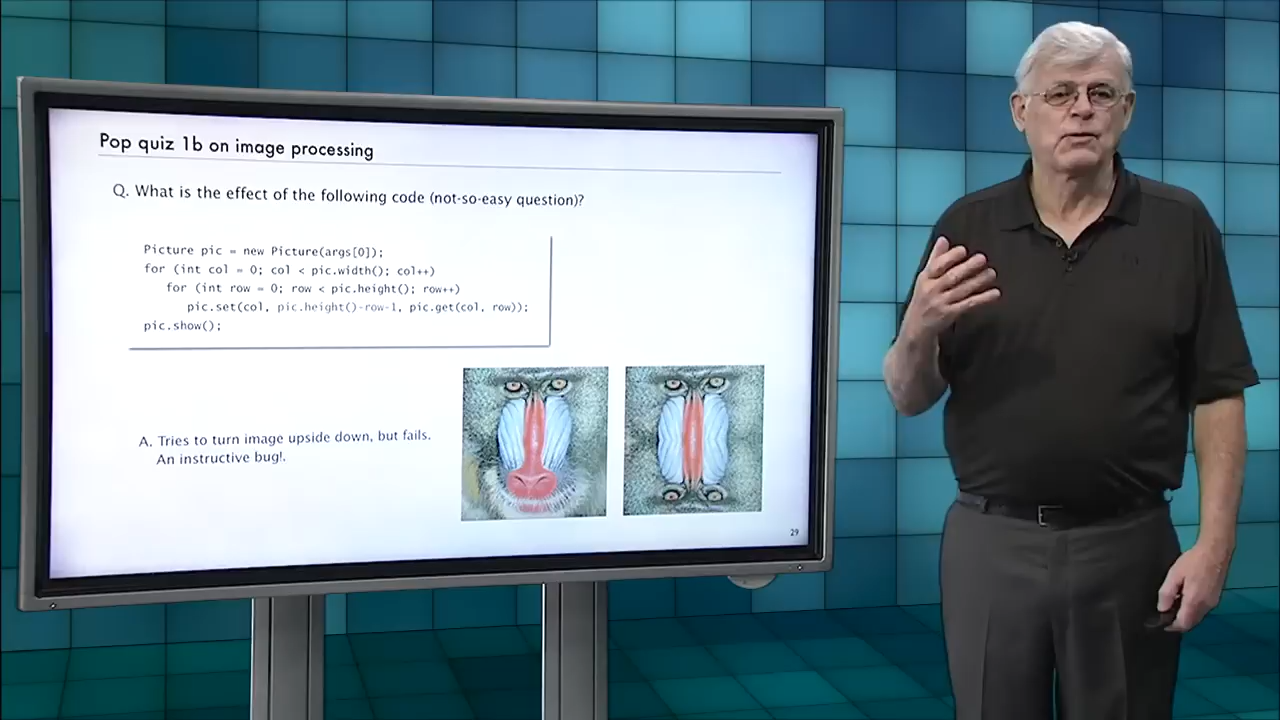 Pop quiz 1b on image processing
Q. What is the effect of the following code (not-so-easy question)?
Picture pic = new Picture(args[0]);
for (int col = 0; col < pic.width(); col++)
for (int row = 0; row < pic.height(); row++)
pic.set(col, pic.height()-row-1, pic.get(col, row));
pic.show();
A. Tries to turn image upside down, but fails.
An instructive bug!.
29